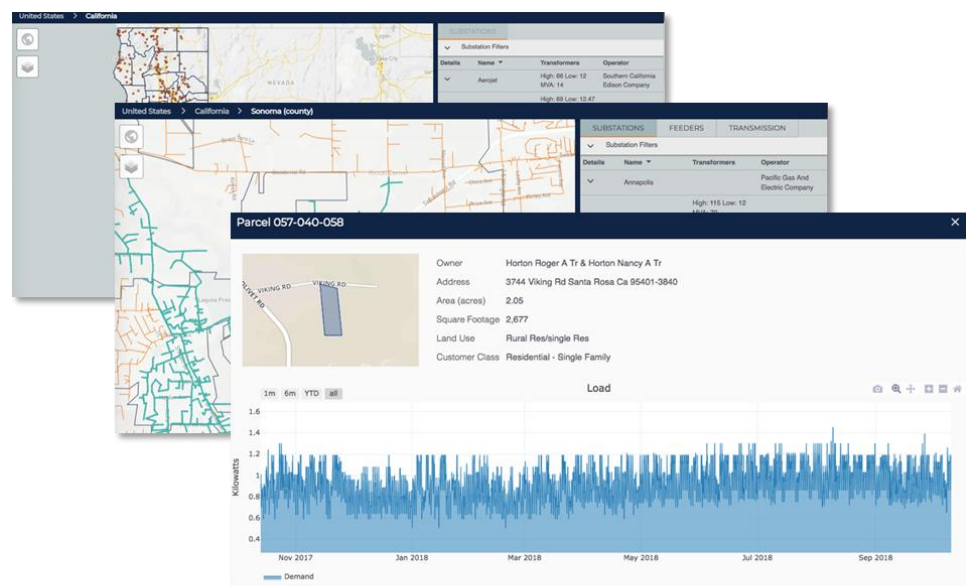 United States > California
SUBSTATIONS
Substation Filters
Details Name Transformers Operator
Aerojet
High: 66 Low: 12
MVA: 14
Southern California
Edison Company
High: 69 Low: 12.47
NEVADA
United States > California > Sonoma (county)
SUBSTATIONS FEEDERS TRANSMISSION
Substation Filters
Details Name Transformers Operator
Annapolis
Pacific Gas And
Electric Company
High: 115 Low: 12
Parcel 057-040-058 ×
VIKING RD VIKING RD
OLIVET RD
Owner Horton Roger A Tr & Horton Nancy A Tr
Address 3744 Viking Rd Santa Rosa Ca 95401-3840
Area (acres) 2.05
Square Footage 2,677
Land Use Rural Res/single Res
Customer Class Residential - Single Family
Load
1m 6m YTD all
Kilowatts
1.6
1.4
1.2
1
0.8
0.6
0.4
Nov 2017 Jan 2018 Mar 2018 May 2018 Jul 2018 Sep 2018
Demand